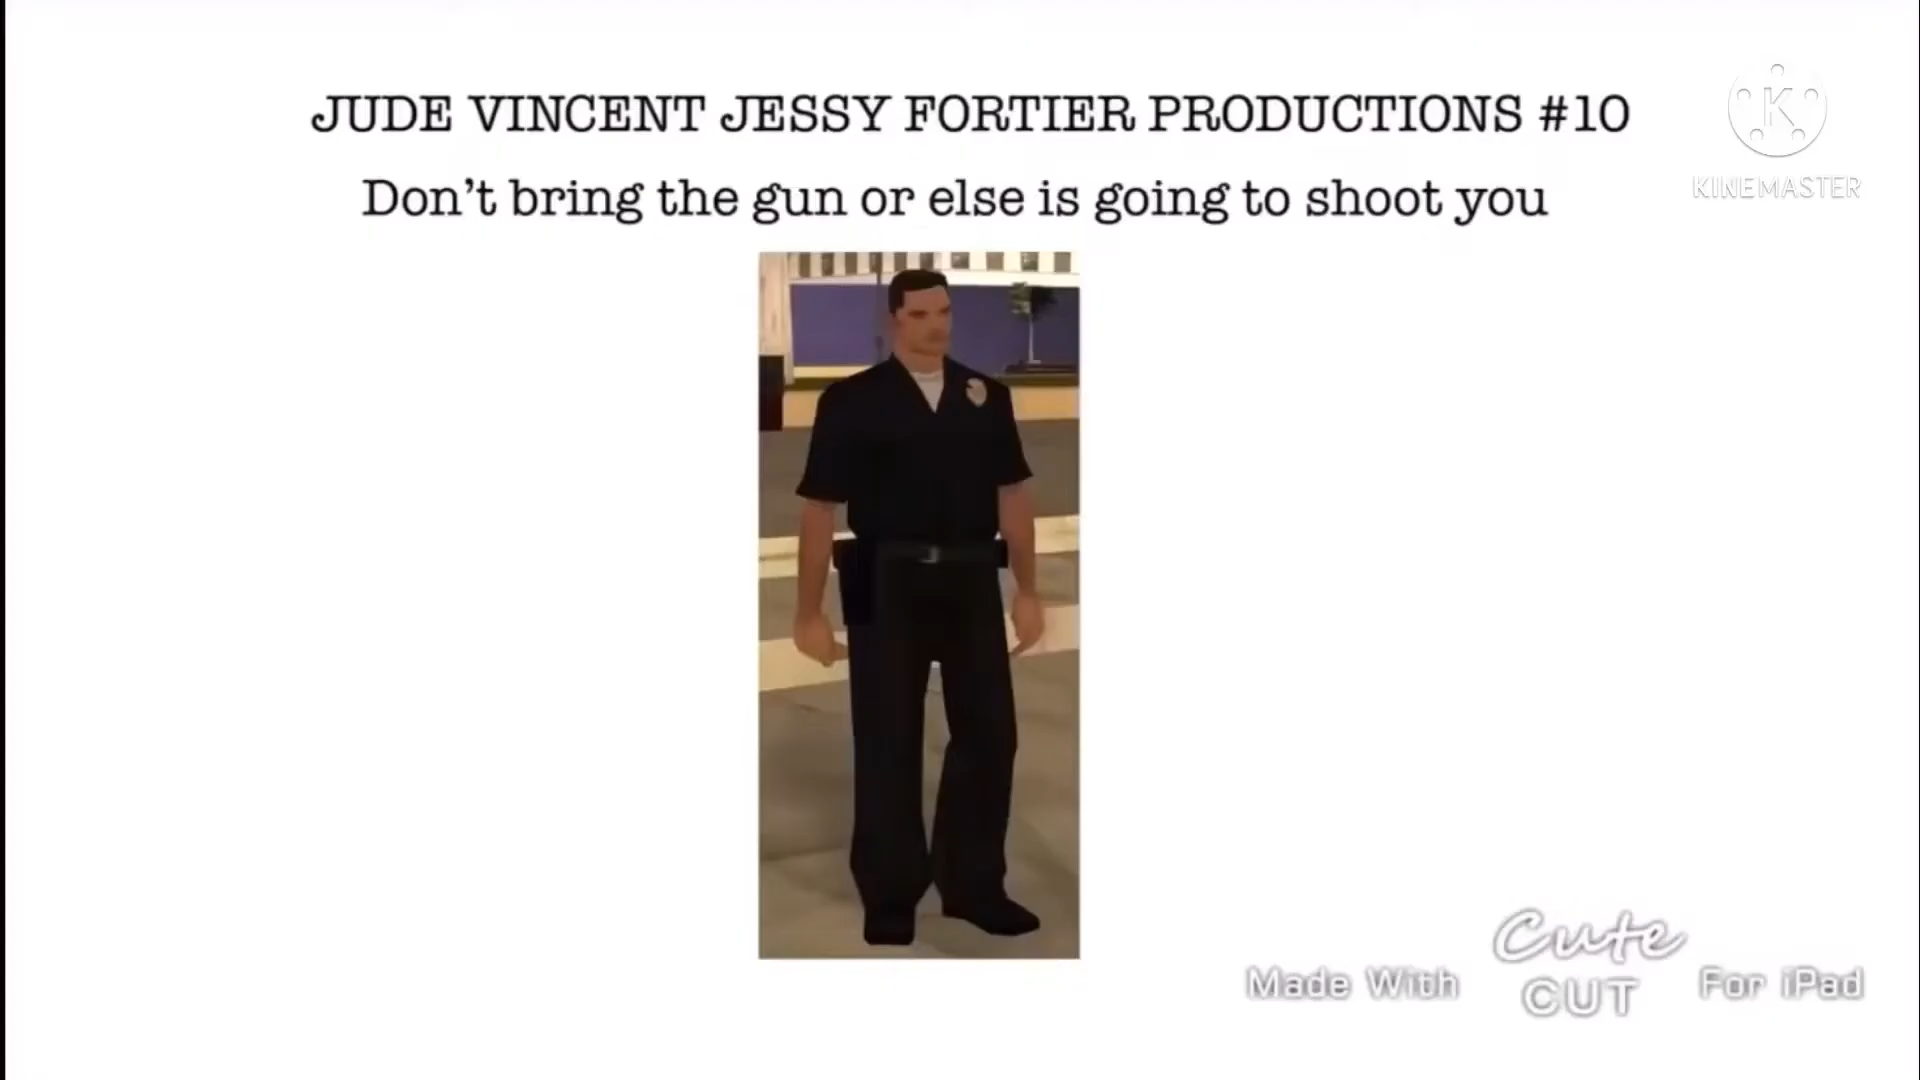 JUDE VINCENT JESSY FORTIER PRODUCTIONS #10
Don't bring the gun or else is going to shoot you
KINEMASTER
Made With Cute CUT For iPad